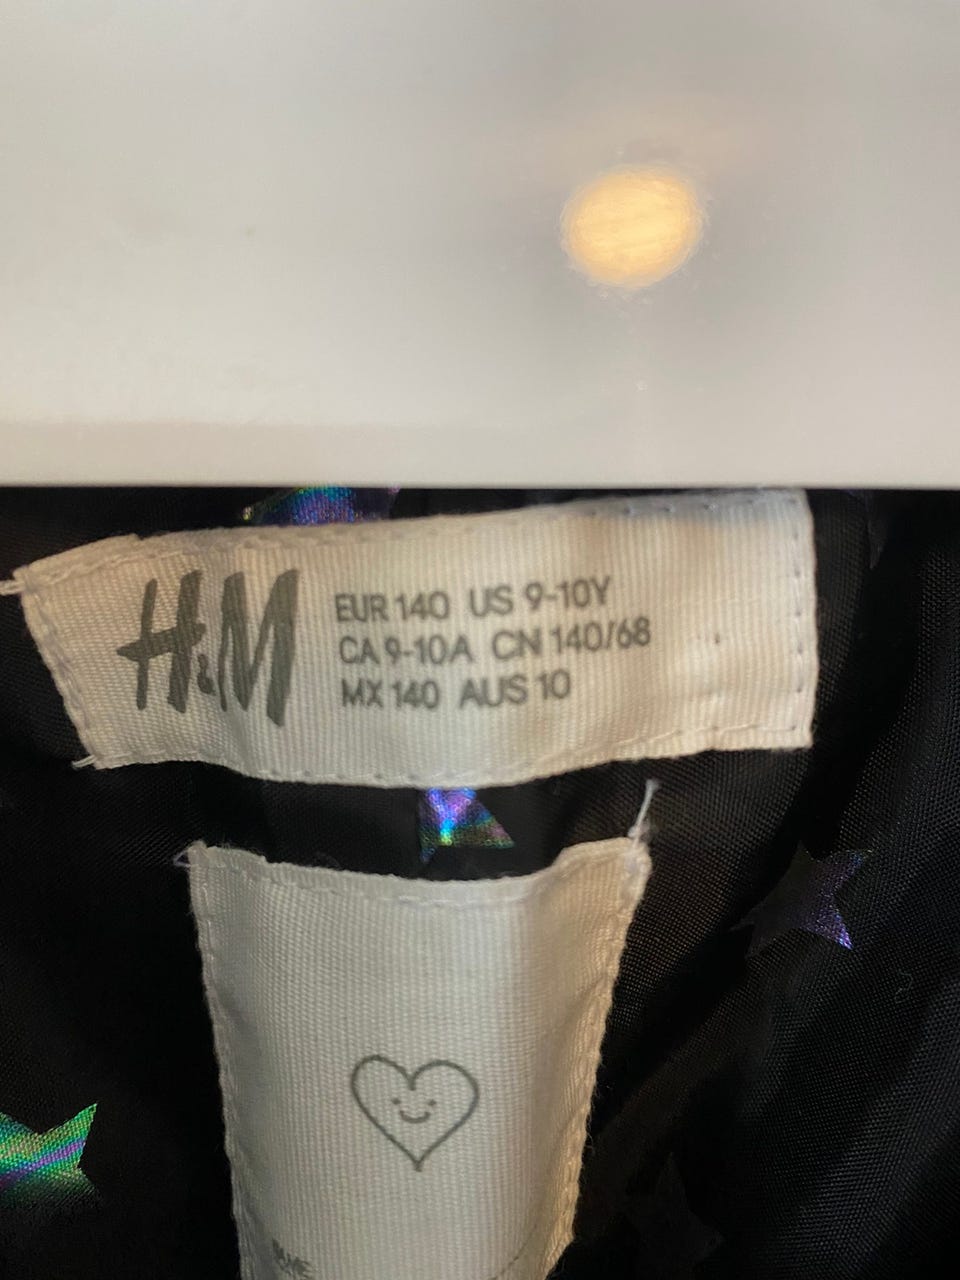 H&M
EUR 140 US 9-10Y
CA 9-10A CN 140/68
MX 140 AUS 10